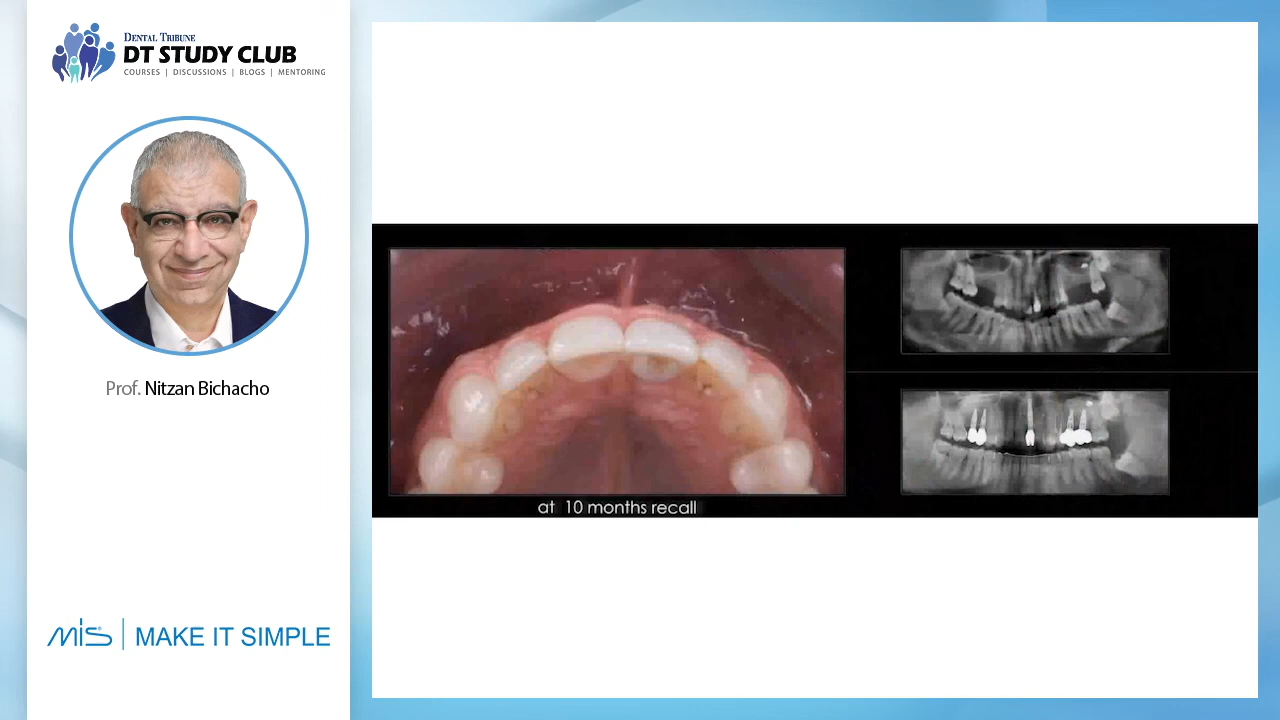 DENTAL TRIBUNE
DT STUDY CLUB
COURSES | DISCUSSIONS | BLOGS | MENTORING
Prof. Nitzan Bichacho
mis® | MAKE IT SIMPLE
at 10 months recall